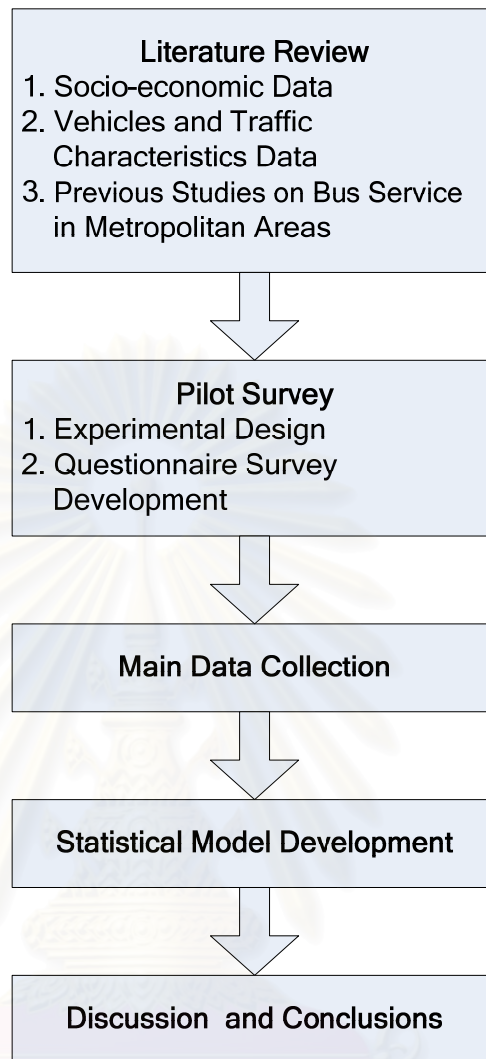 Literature Review
1. Socio-economic Data
2. Vehicles and Traffic
Characteristics Data
3. Previous Studies on Bus Service
in Metropolitan Areas
Pilot Survey
1. Experimental Design
2. Questionnaire Survey
Development
Main Data Collection
Statistical Model Development
Discussion and Conclusions